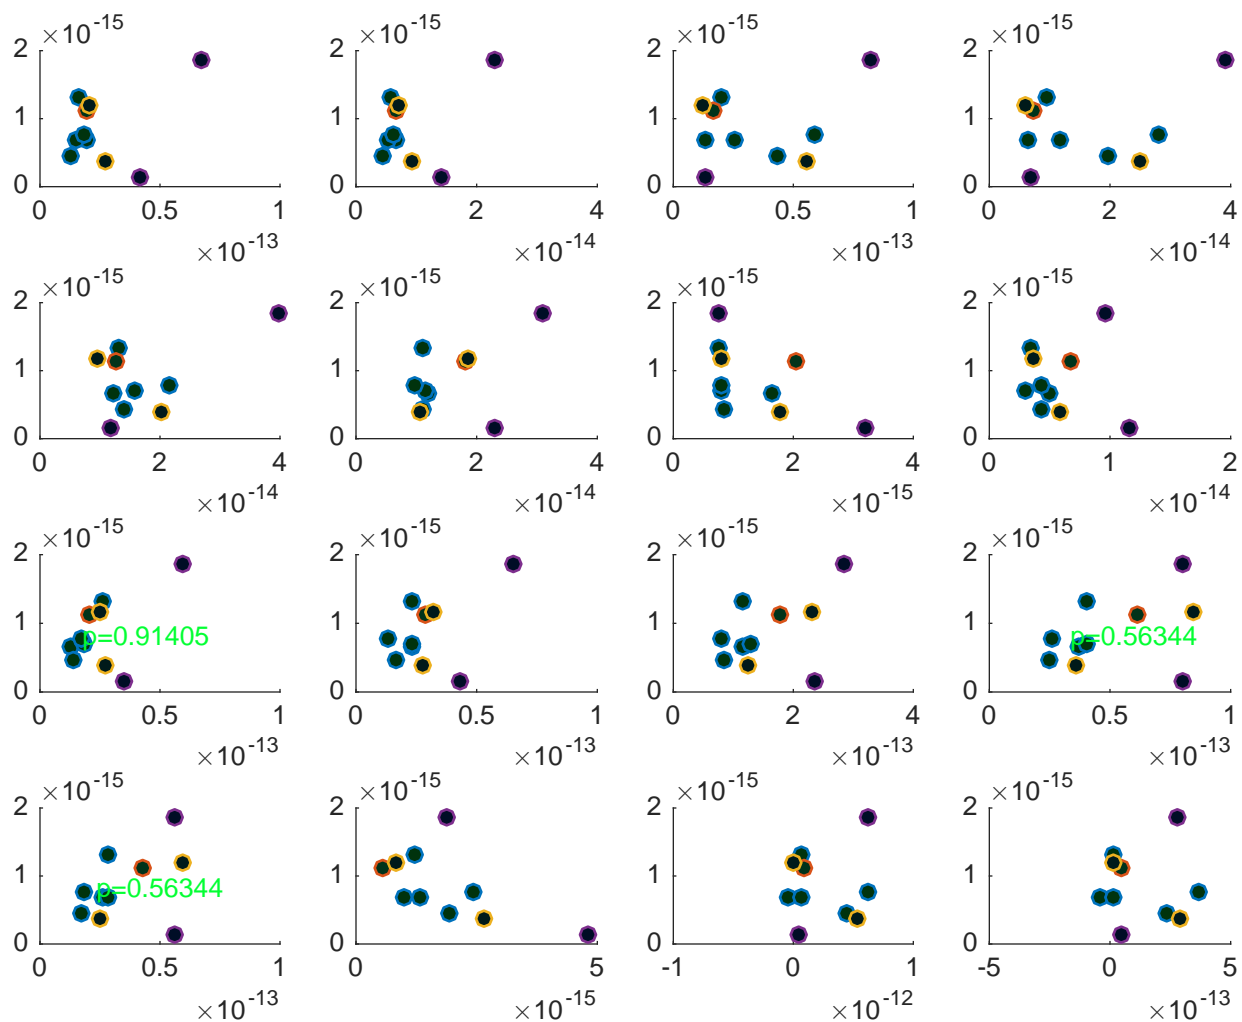 ×10-15 ×10-15 ×10-15 ×10-15
2 2 2 2
1 1 1 1
0 0 0 0
0 0.5 1 0 2 4 0 0.5 1 0 2 4
×10-13 ×10-14 ×10-13 ×10-14
×10-15 ×10-15 ×10-15 ×10-15
2 2 2 2
1 1 1 1
0 0 0 0
0 2 4 0 2 4 0 2 4 0 1 2
×10-14 ×10-14 ×10-15 ×10-14
×10-15 ×10-15 ×10-15 ×10-15
2 2 2 2
1 1 1 1
p=0.91405 p=0.56344
0 0 0 0
0 0.5 1 0 0.5 1 0 2 4 0 0.5 1
×10-13 ×10-13 ×10-13 ×10-13
×10-15 ×10-15 ×10-15 ×10-15
2 2 2 2
1 1 1 1
p=0.56344
0 0 0 0
0 0.5 1 0 5 -1 0 1 -5 0 5
×10-13 ×10-15 ×10-12 ×10-13